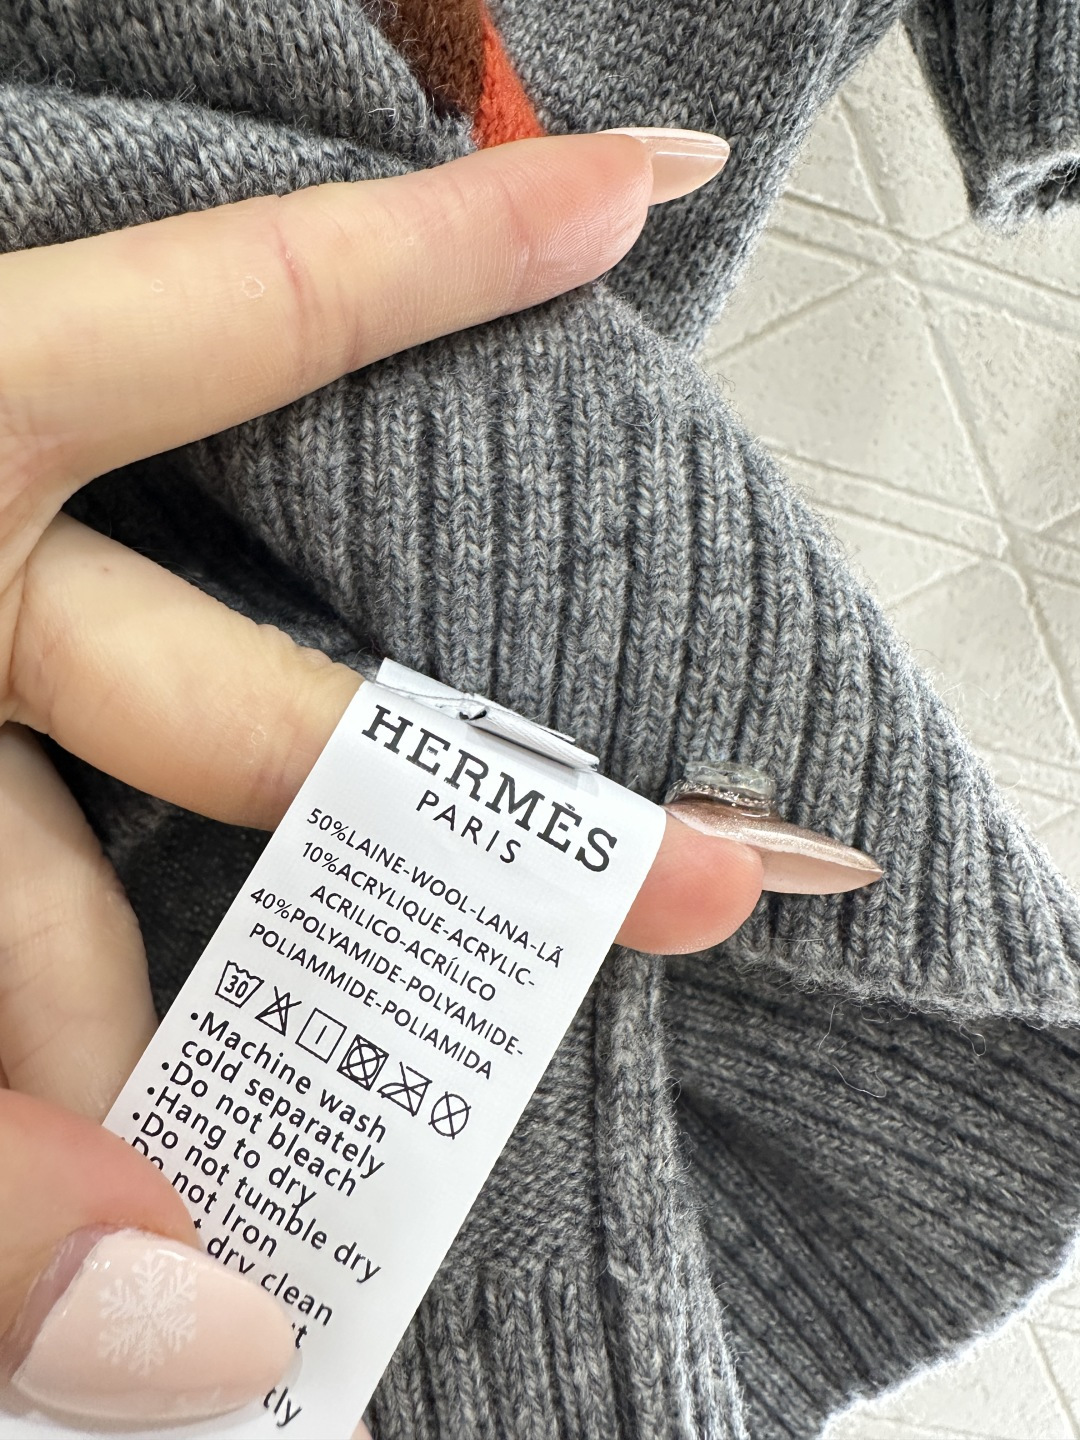 HERMÈS
PARIS
50%LAINE-WOOL-LANA-LÃ
10%ACRYLIQUE-ACRYLIC-
ACRILICO-ACRÍLICO
40%POLYAMIDE-POLYAMIDE-
POLIAMMIDE-POLIAMIDA
30
•Machine wash
cold separately
•Do not bleach
•Hang to dry
•Do not tumble dry
not Iron
dry clean